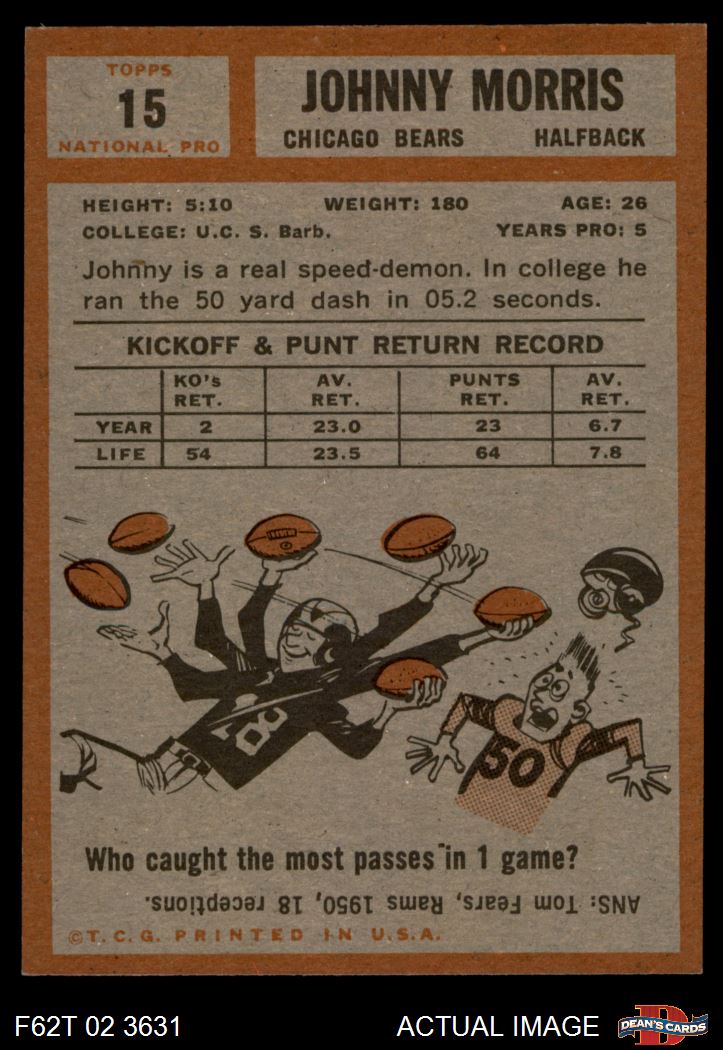 TOPPS
15
NATIONAL PRO
JOHNNY MORRIS
CHICAGO BEARS HALFBACK
HEIGHT: 5:10 WEIGHT: 180 AGE: 26
COLLEGE: U.C. S. Barb. YEARS PRO: 5
Johnny is a real speed-demon. In college he
ran the 50 yard dash in 05.2 seconds.
KICKOFF & PUNT RETURN RECORD
KO's RET. AV. RET. PUNTS RET. AV. RET.
YEAR 2 23.0 23 6.7
LIFE 54 23.5 64 7.8
8
50
Who caught the most passes in 1 game?
ANS: Tom Fears, Rams 1950, 18 receptions.
©T.C.G. PRINTED IN U.S.A.
F62T 02 3631 ACTUAL IMAGE
D
DEAN'S CARDS